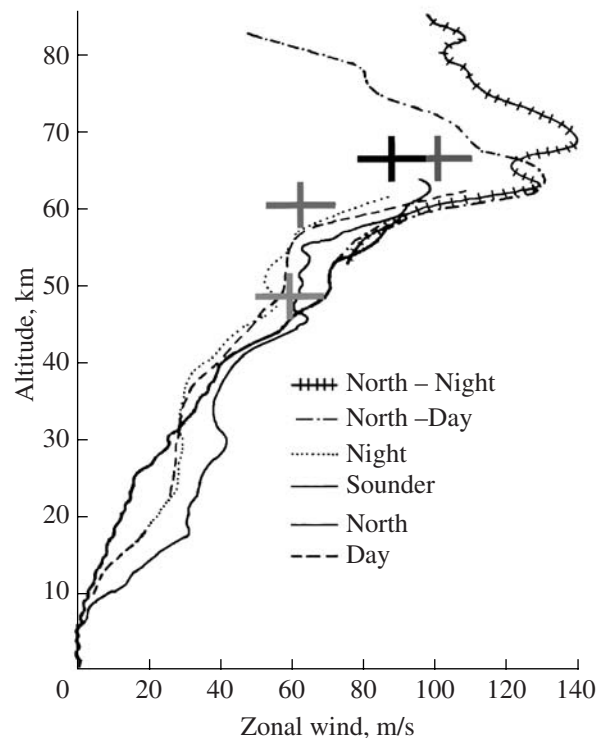 80
70
60
50
40
30
20
10
0
20
40
60
80
100
120
140
Altitude, km
Zonal wind, m/s
North – Night
North –Day
Night
Sounder
North
Day